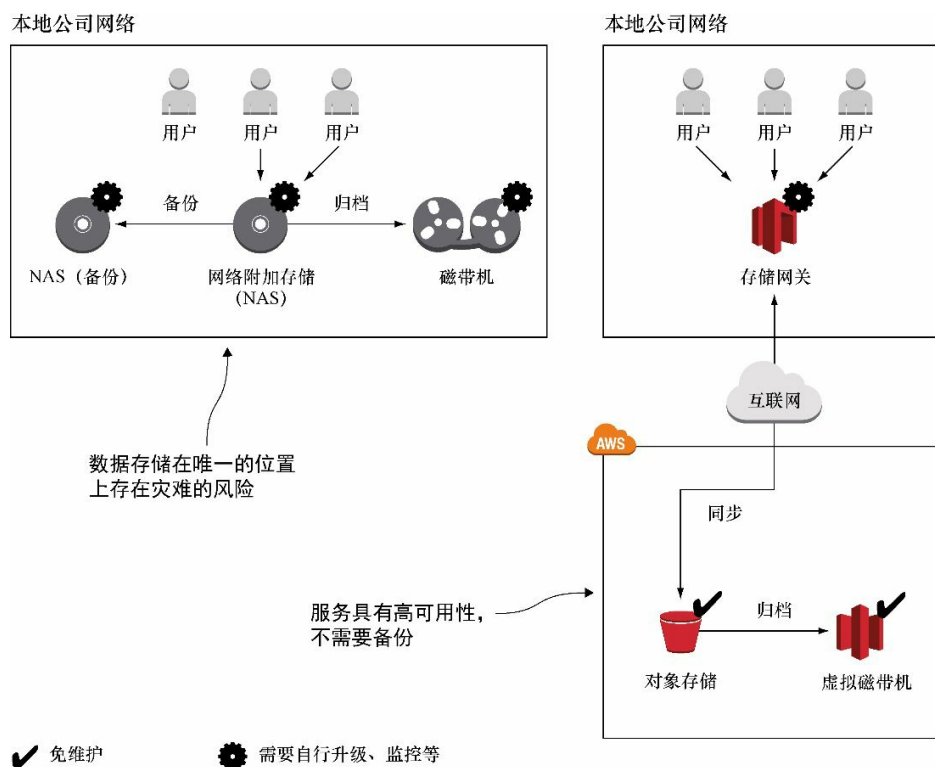 本地公司网络
用户
用户
用户
备份
归档
NAS（备份）
网络附加存储
（NAS）
磁带机
数据存储在唯一的位置
上存在灾难的风险
本地公司网络
用户
用户
用户
存储网关
互联网
AWS
同步
服务具有高可用性，
不需要备份
归档
对象存储
虚拟磁带机
免维护
需要自行升级、监控等